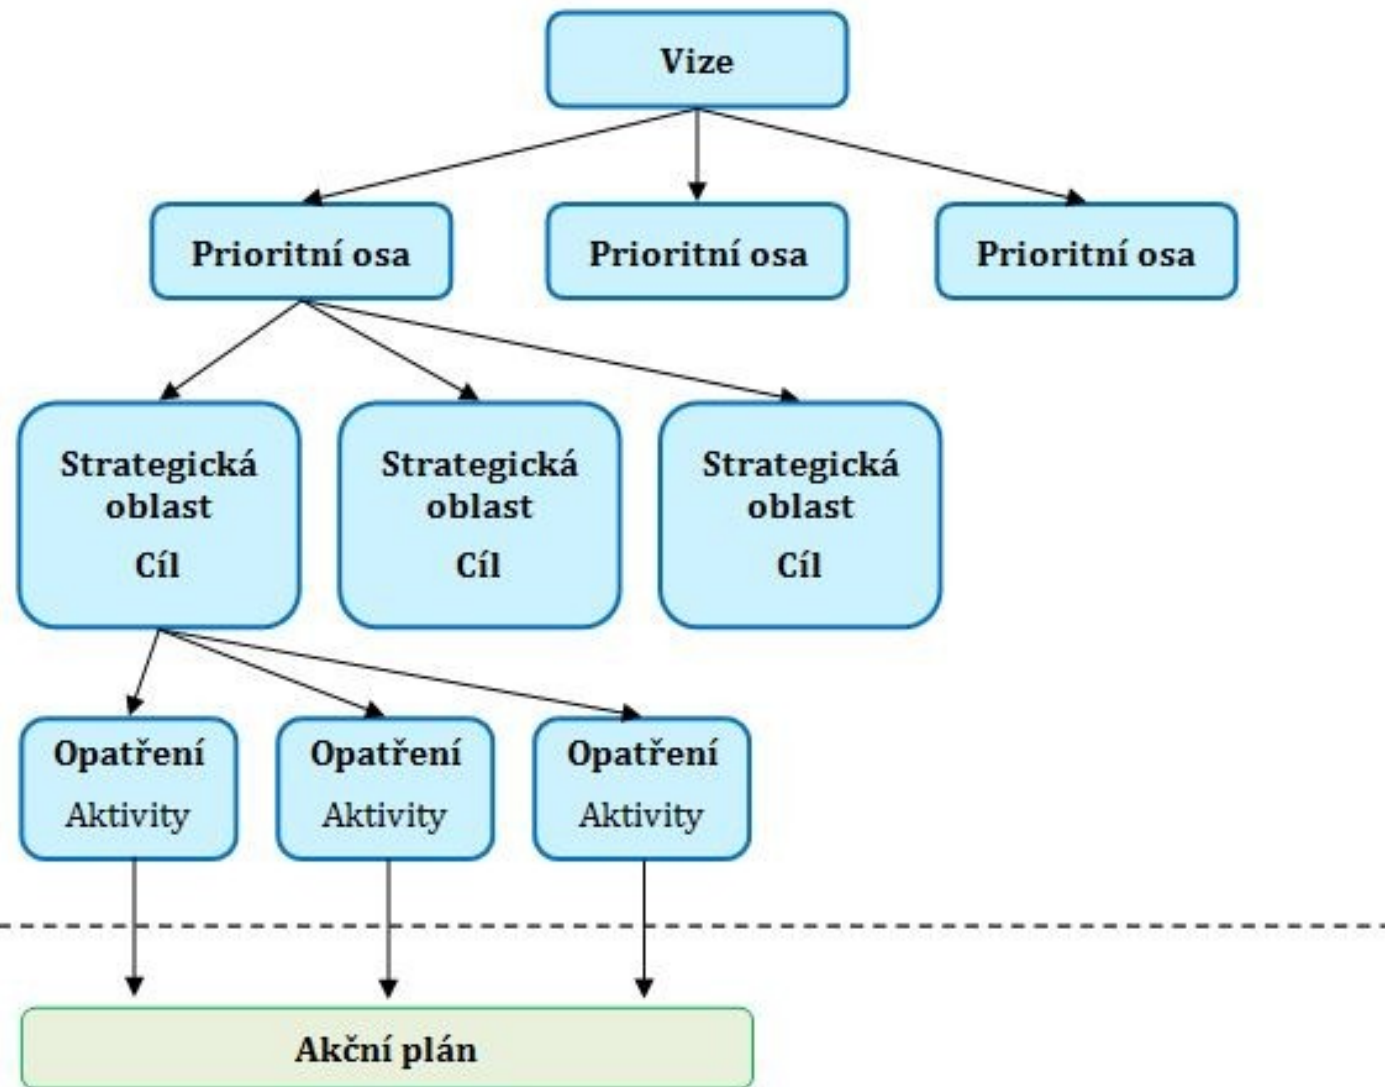 Vize
Prioritní osa
Prioritní osa
Prioritní osa
Strategická
oblast
Cíl
Strategická
oblast
Cíl
Strategická
oblast
Cíl
Opatření
Aktivity
Opatření
Aktivity
Opatření
Aktivity
Akční plán